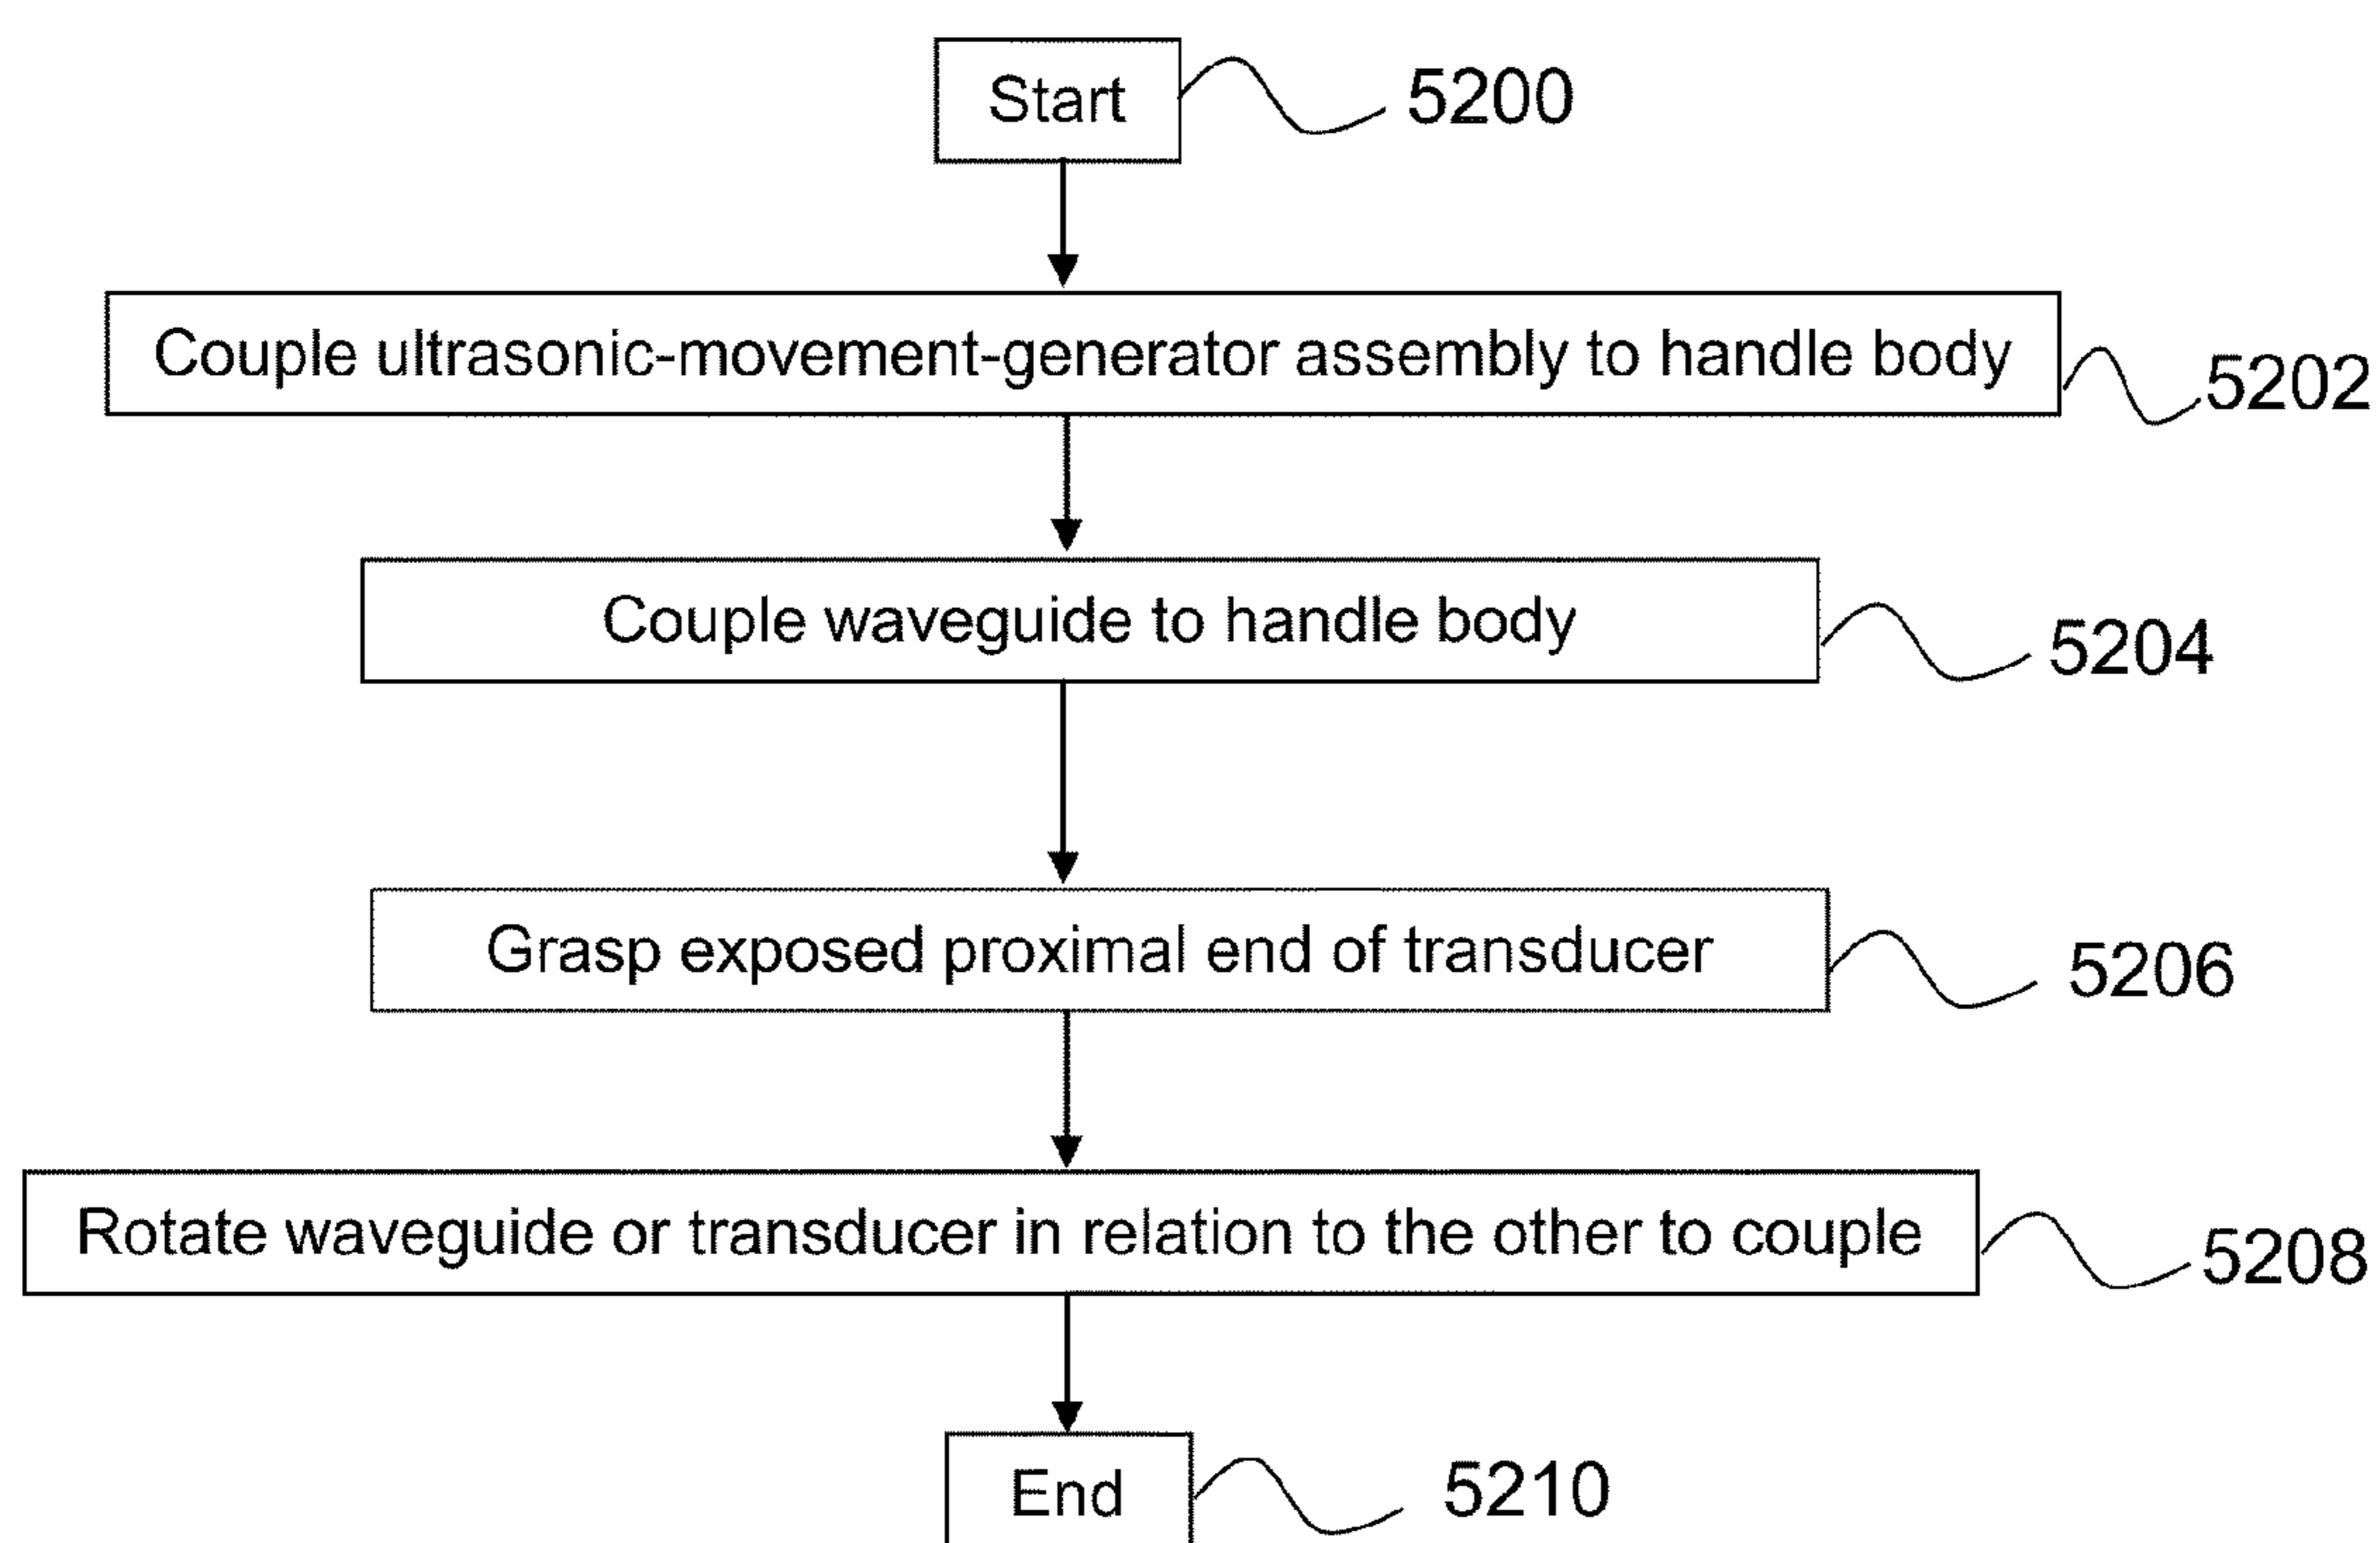 Start
5200
Couple ultrasonic-movement-generator assembly to handle body
5202
Couple waveguide to handle body
5204
Grasp exposed proximal end of transducer
5206
Rotate waveguide or transducer in relation to the other to couple
5208
End
5210